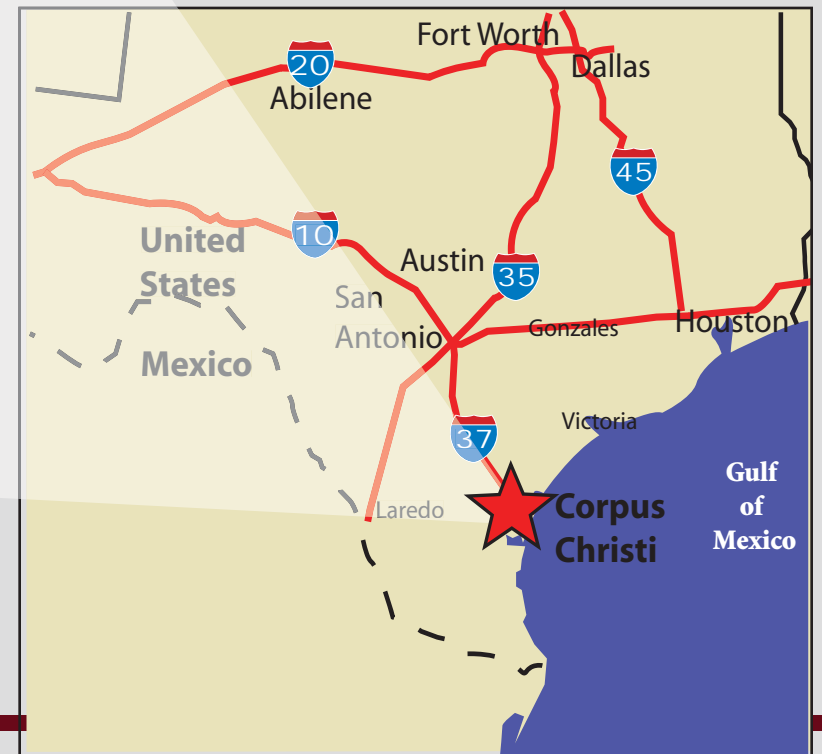 Fort Worth
20
Dallas
Abilene
45
United
States
10
Austin
35
San
Antonio
Gonzales
Houston
Mexico
37
Victoria
Gulf
of
Mexico
Laredo
Corpus
Christi